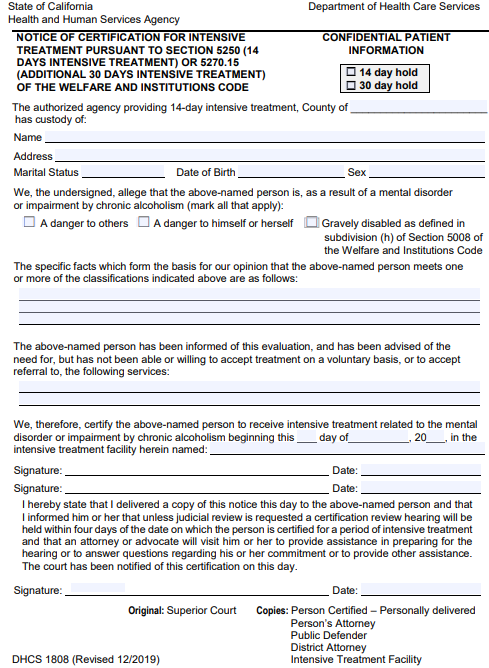 State of California
Health and Human Services Agency
Department of Health Care Services
NOTICE OF CERTIFICATION FOR INTENSIVE
TREATMENT PURSUANT TO SECTION 5250 (14
DAYS INTENSIVE TREATMENT) OR 5270.15
(ADDITIONAL 30 DAYS INTENSIVE TREATMENT)
OF THE WELFARE AND INSTITUTIONS CODE
CONFIDENTIAL PATIENT
INFORMATION
14 day hold
30 day hold
The authorized agency providing 14-day intensive treatment, County of
has custody of:
Name
Address
Marital Status Date of Birth Sex
We, the undersigned, allege that the above-named person is, as a result of a mental disorder
or impairment by chronic alcoholism (mark all that apply):
A danger to others A danger to himself or herself Gravely disabled as defined in
subdivision (h) of Section 5008 of
the Welfare and Institutions Code
The specific facts which form the basis for our opinion that the above-named person meets one
or more of the classifications indicated above are as follows:
The above-named person has been informed of this evaluation, and has been advised of the
need for, but has not been able or willing to accept treatment on a voluntary basis, or to accept
referral to, the following services:
We, therefore, certify the above-named person to receive intensive treatment related to the mental
disorder or impairment by chronic alcoholism beginning this ___ day of__________, 20___, in the
intensive treatment facility herein named:
Signature: Date:
Signature: Date:
I hereby state that I delivered a copy of this notice this day to the above-named person and that
I informed him or her that unless judicial review is requested a certification review hearing will be
held within four days of the date on which the person is certified for a period of intensive treatment
and that an attorney or advocate will visit him or her to provide assistance in preparing for the
hearing or to answer questions regarding his or her commitment or to provide other assistance.
The court has been notified of this certification on this day.
Signature: Date:
Original: Superior Court Copies: Person Certified – Personally delivered
Person's Attorney
Public Defender
District Attorney
DHCS 1808 (Revised 12/2019) Intensive Treatment Facility